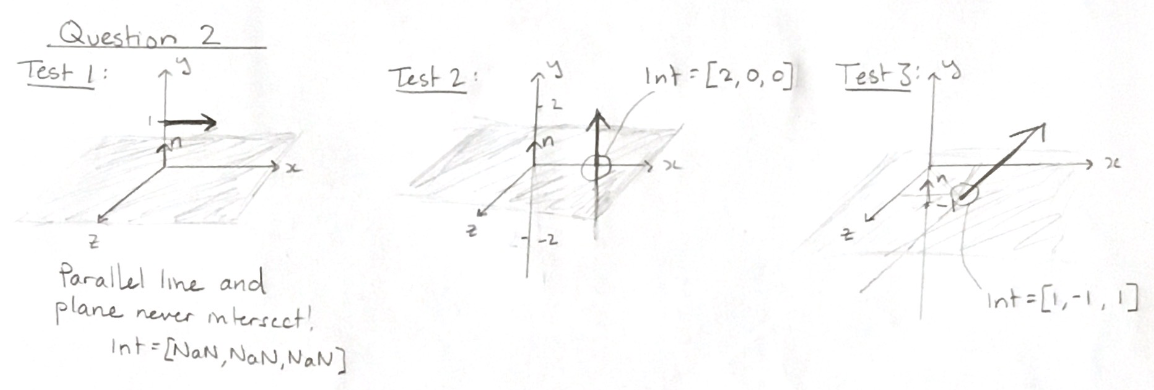 Question 2
Test 1:
y
1
n
x
z
Parallel line and
plane never intersect!
Int=[NaN,NaN,NaN]
Test 2:
y
Int=[2,0,0]
2
n
x
z
-2
Test 3:
y
x
n
-1
z
Int=[1,-1,1]